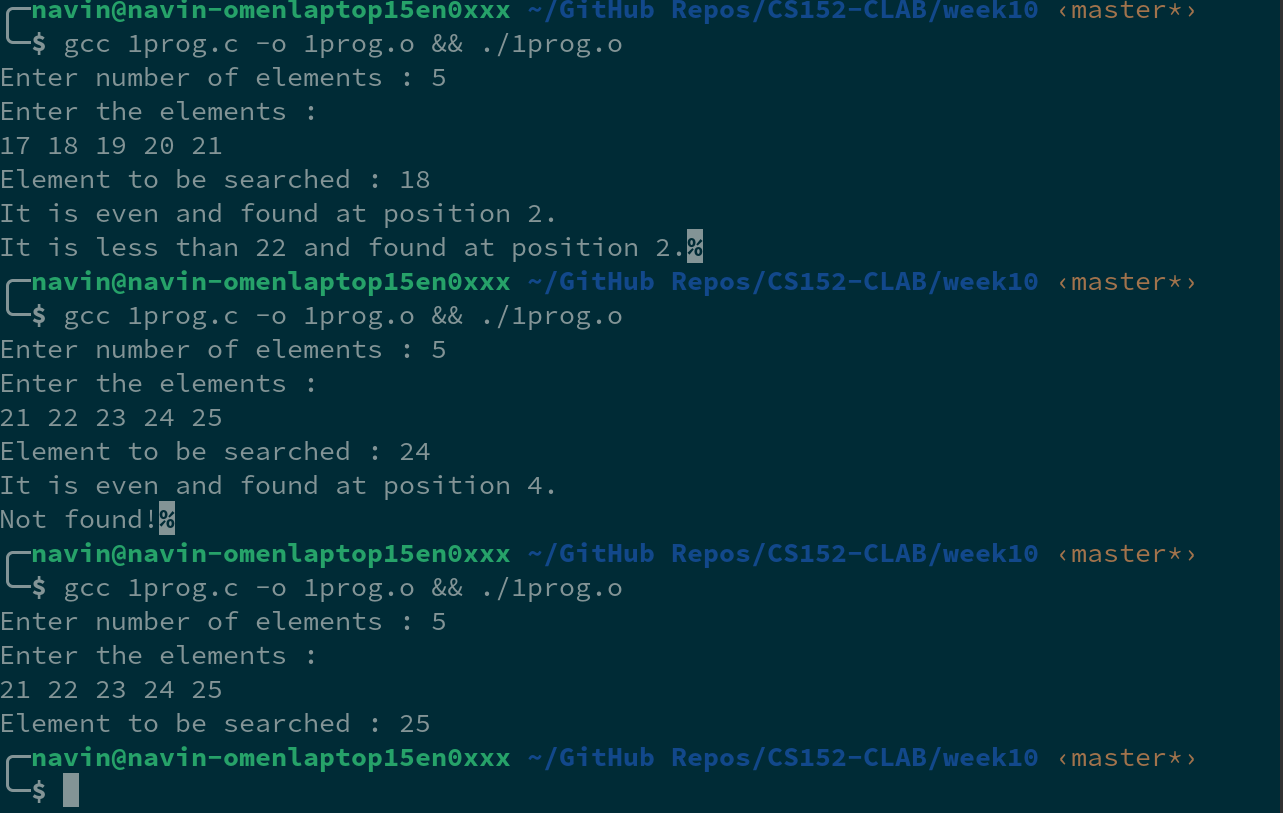 navin@navin-omenlaptop15en0xxx ~/GitHub Repos/CS152-CLAB/week10 ‹master*›
$ gcc 1prog.c -o 1prog.o && ./1prog.o
Enter number of elements : 5
Enter the elements :
17 18 19 20 21
Element to be searched : 18
It is even and found at position 2.
It is less than 22 and found at position 2.%
navin@navin-omenlaptop15en0xxx ~/GitHub Repos/CS152-CLAB/week10 ‹master*›
$ gcc 1prog.c -o 1prog.o && ./1prog.o
Enter number of elements : 5
Enter the elements :
21 22 23 24 25
Element to be searched : 24
It is even and found at position 4.
Not found!%
navin@navin-omenlaptop15en0xxx ~/GitHub Repos/CS152-CLAB/week10 ‹master*›
$ gcc 1prog.c -o 1prog.o && ./1prog.o
Enter number of elements : 5
Enter the elements :
21 22 23 24 25
Element to be searched : 25
navin@navin-omenlaptop15en0xxx ~/GitHub Repos/CS152-CLAB/week10 ‹master*›
$